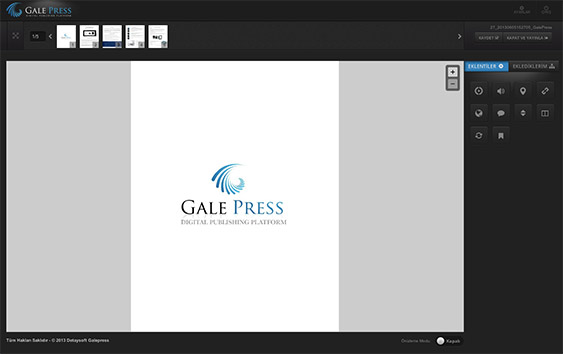 GALE PRESS
DIGITAL PUBLISHING PLATFORM
1/5
KAYDET
KAPAT VE YAYINLA
EKLENTİLER
EKLEDİKLERİM
GALE PRESS
DIGITAL PUBLISHING PLATFORM
Tüm Hakları Saklıdır - © 2013 Detaysoft Galepress
Önizleme Modu
Kapalı